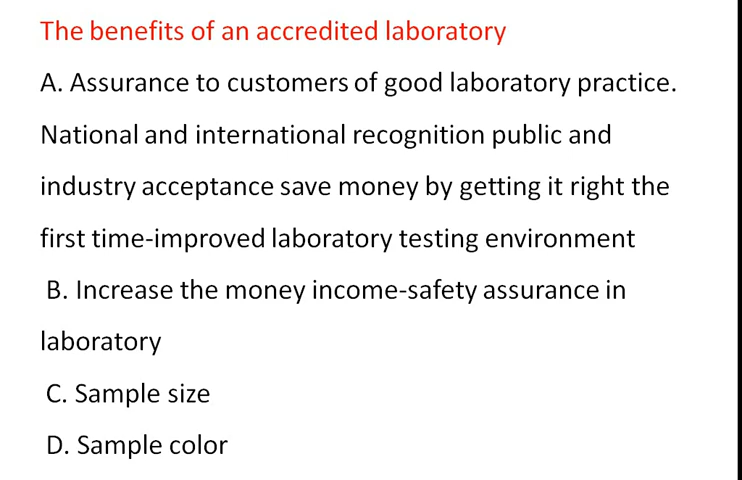 The benefits of an accredited laboratory
A. Assurance to customers of good laboratory practice.
National and international recognition public and
industry acceptance save money by getting it right the
first time-improved laboratory testing environment
B. Increase the money income-safety assurance in
laboratory
C. Sample size
D. Sample color